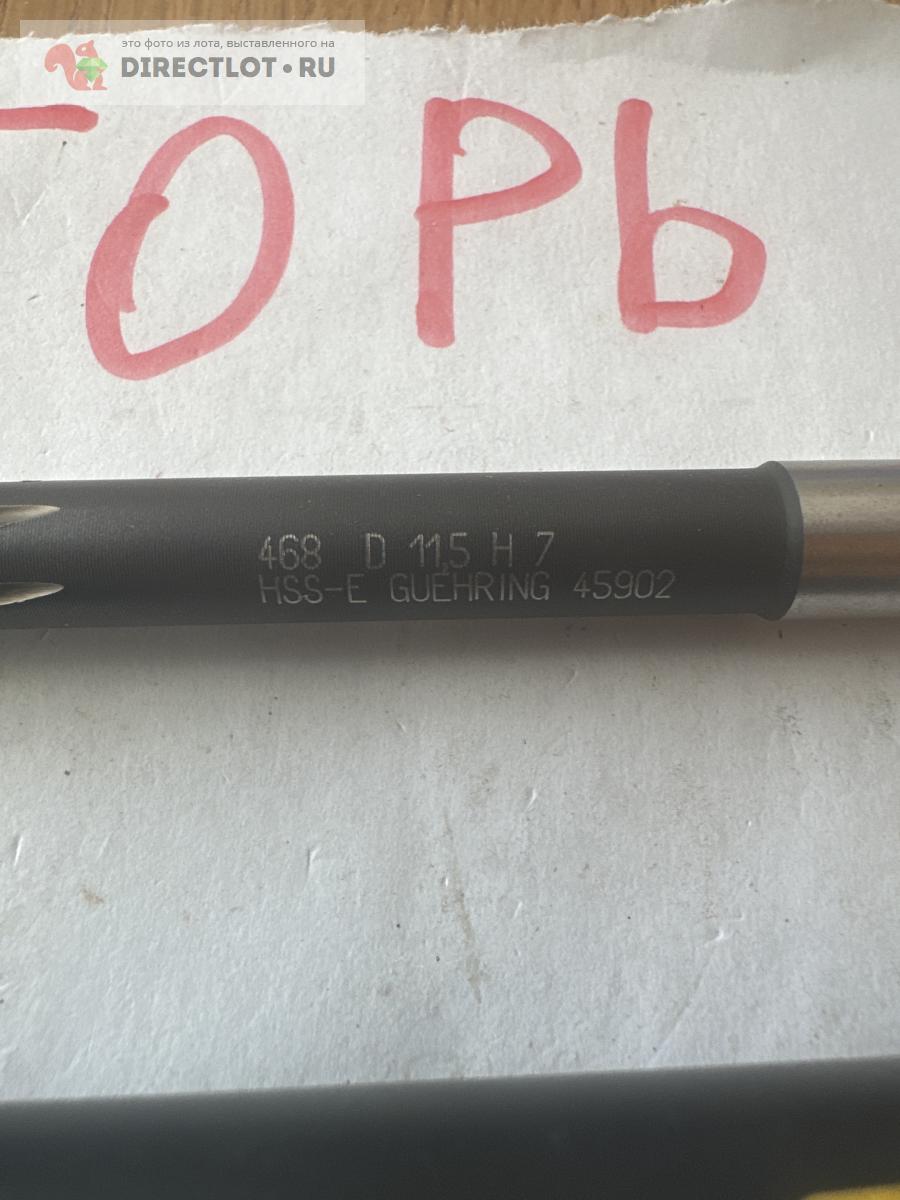 это фото из лота, выставленного на
DIRECTLOT•RU
ОРЬ
468 D 11,5 H 7
HSS-E GUEHRING 45902